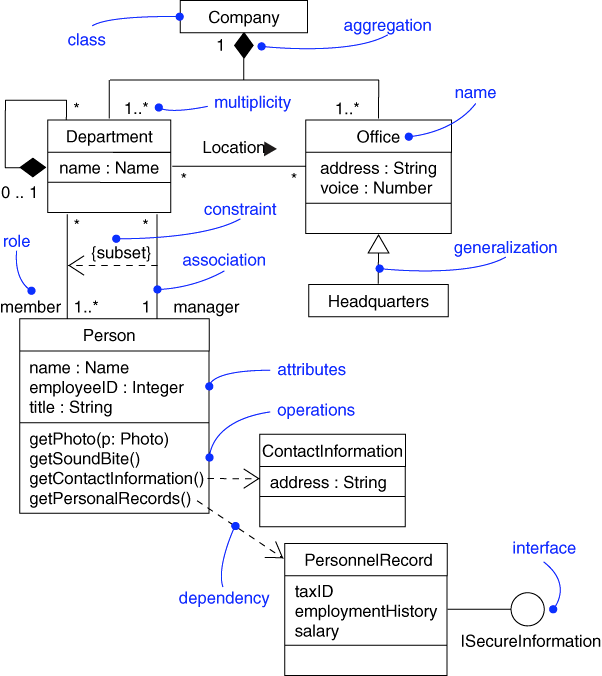 Company
class
1
aggregation
*
1..*
multiplicity
1..*
name
Department
name : Name
Location
*
*
Office
address : String
voice : Number
0 .. 1
*
*
constraint
{subset}
role
association
generalization
member
1..*
1
manager
Headquarters
Person
name : Name
employeeID : Integer
title : String
attributes
operations
getPhoto(p: Photo)
getSoundBite()
getContactInformation()
getPersonalRecords()
ContactInformation
address : String
dependency
PersonnelRecord
taxID
employmentHistory
salary
interface
ISecureInformation